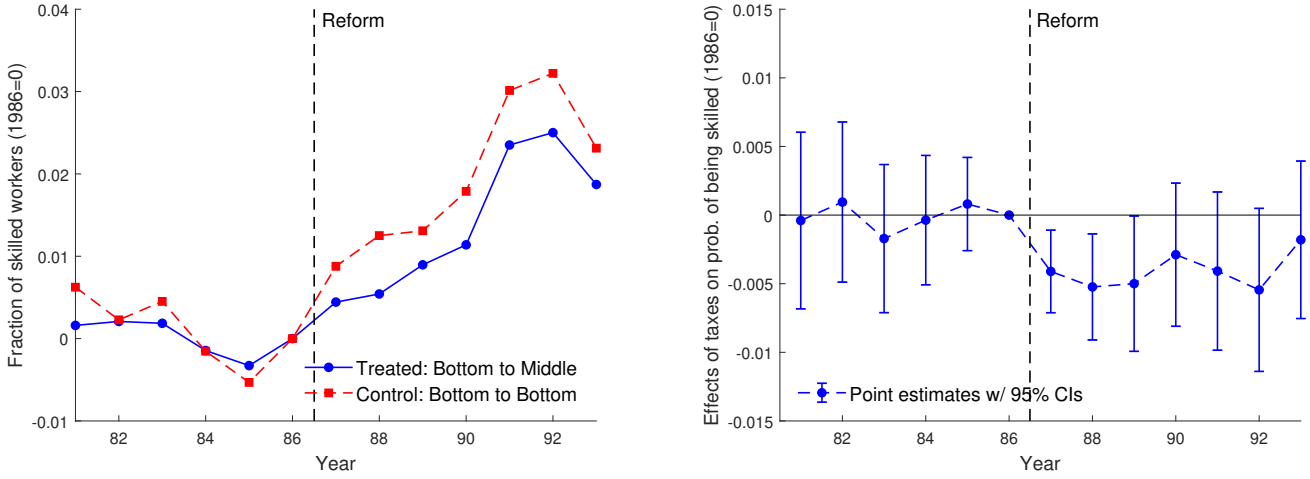 Fraction of skilled workers (1986=0)
0.04
0.03
0.02
0.01
0
-0.01
Reform
Treated: Bottom to Middle
Control: Bottom to Bottom
82 84 86 88 90 92
Year
Effects of taxes on prob. of being skilled (1986=0)
0.015
0.01
0.005
0
-0.005
-0.01
-0.015
Reform
Point estimates w/ 95% CIs
82 84 86 88 90 92
Year